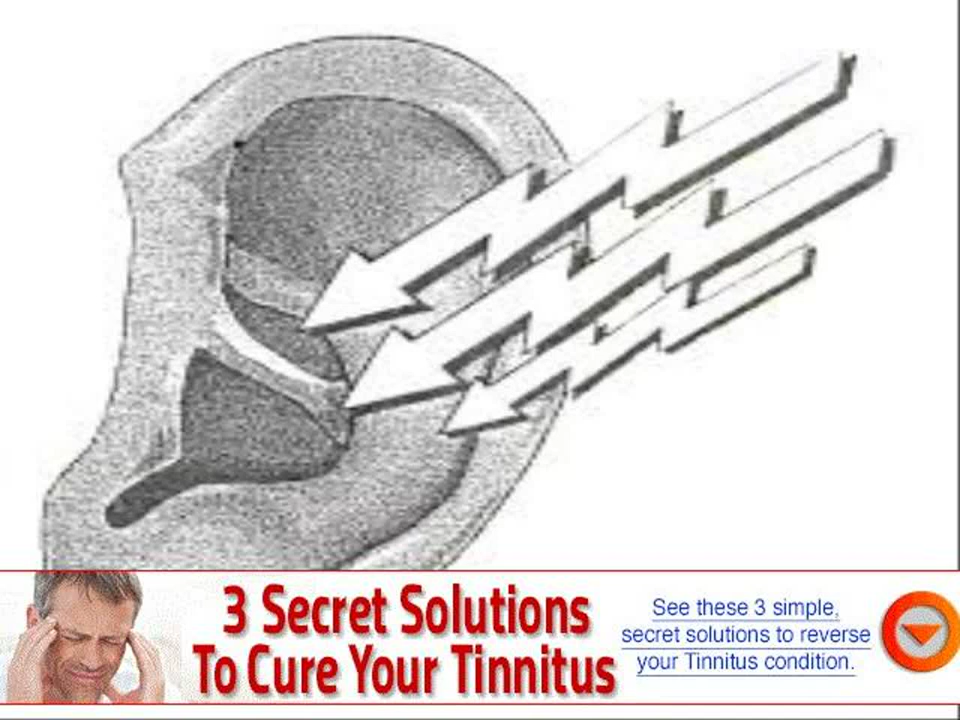 3 Secret Solutions
To Cure Your Tinnitus
See these 3 simple,
secret solutions to reverse
your Tinnitus condition.